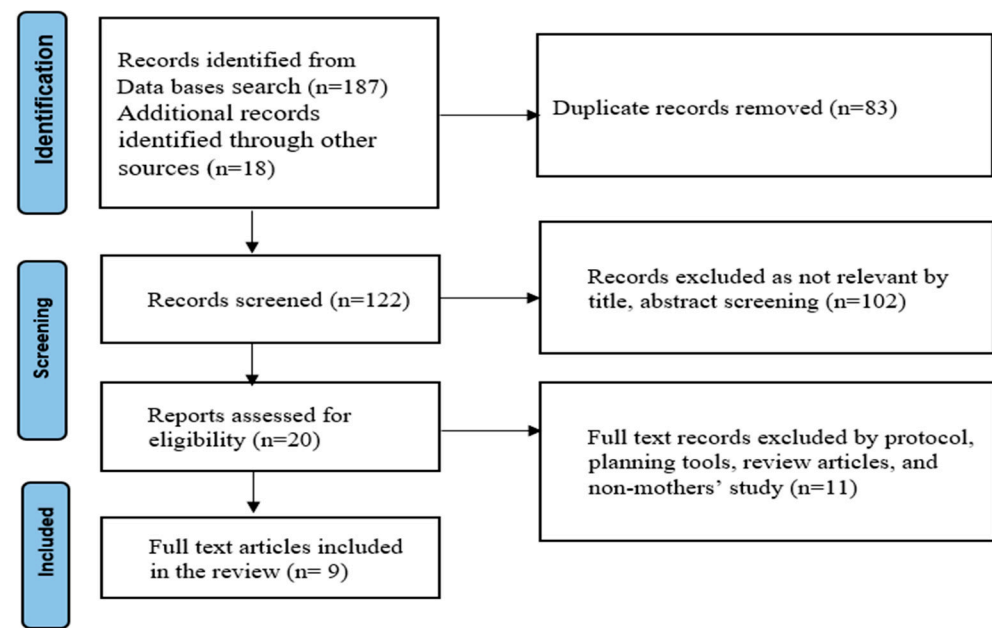 Identification
Records identified from
Data bases search (n=187)
Additional records
identified through other
sources (n=18)
Duplicate records removed (n=83)
Screening
Records screened (n=122)
Records excluded as not relevant by
title, abstract screening (n=102)
Reports assessed for
eligibility (n=20)
Full text records excluded by protocol,
planning tools, review articles, and
non-mothers’ study (n=11)
Included
Full text articles included
in the review (n= 9)